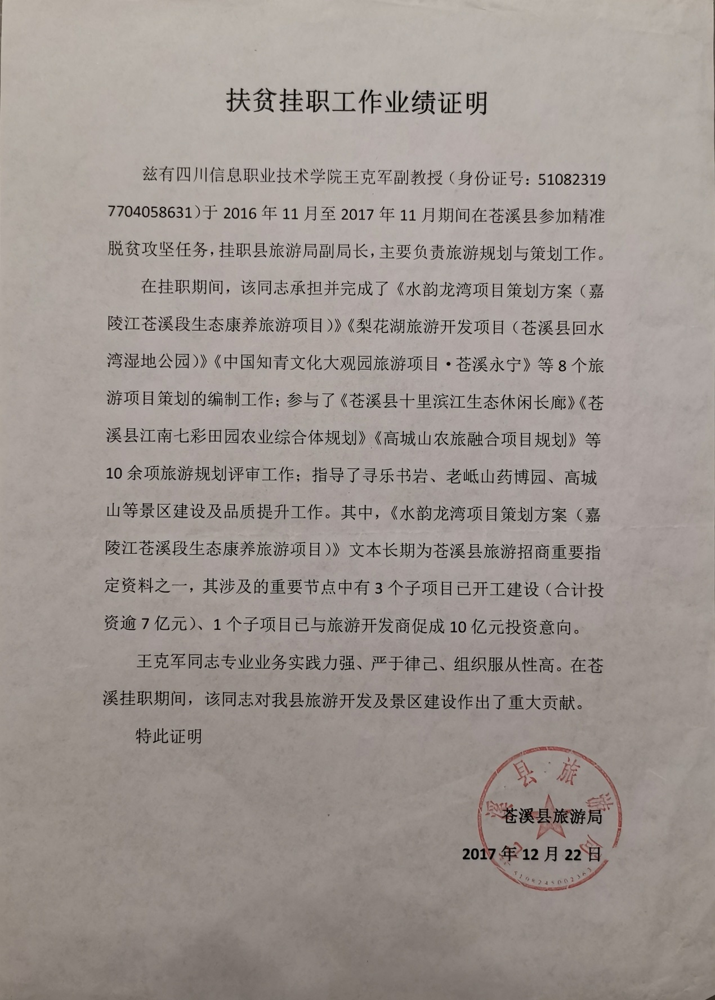 扶贫挂职工作业绩证明
兹有四川信息职业技术学院王克军副教授（身份证号：51082319
7704058631）于 2016 年 11 月至 2017 年 11 月期间在苍溪县参加精准
脱贫攻坚任务，挂职县旅游局副局长，主要负责旅游规划与策划工作。
在挂职期间，该同志承担并完成了《水韵龙湾项目策划方案（嘉
陵江苍溪段生态康养旅游项目）》《梨花湖旅游开发项目（苍溪县回水
湾湿地公园）》《中国知青文化大观园旅游项目·苍溪永宁》等 8 个旅
游项目策划的编制工作；参与了《苍溪县十里滨江生态休闲长廊》《苍
溪县江南七彩田园农业综合体规划》《高城山农旅融合项目规划》等
10 余项旅游规划评审工作；指导了寻乐书岩、老岻山药博园、高城
山等景区建设及品质提升工作。其中，《水韵龙湾项目策划方案（嘉
陵江苍溪段生态康养旅游项目）》文本长期为苍溪县旅游招商重要指
定资料之一，其涉及的重要节点中有 3 个子项目已开工建设（合计投
资逾 7 亿元）、1 个子项目已与旅游开发商促成 10 亿元投资意向。
王克军同志专业业务实践力强、严于律己、组织服从性高。在苍
溪挂职期间，该同志对我县旅游开发及景区建设作出了重大贡献。
特此证明
苍溪县旅游局
2017 年 12 月 22 日
苍溪县旅游局
5108245002363